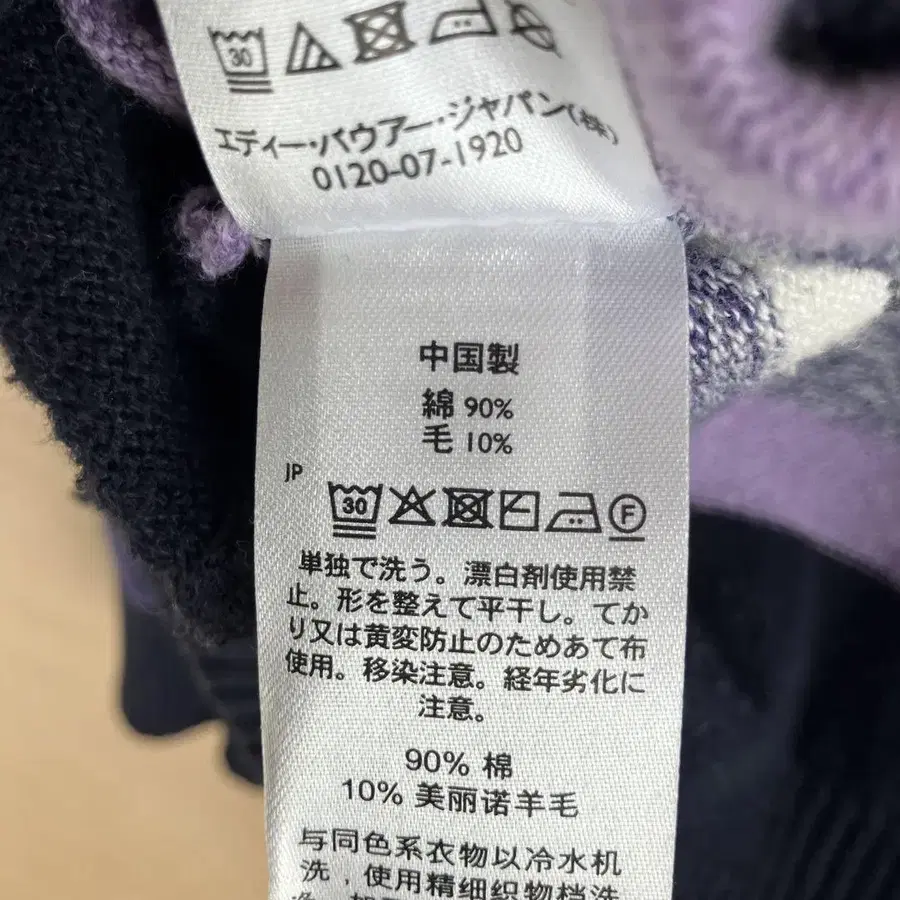 30
エディー・バウアー・ジャパン(株)
0120-07-1920
中国製
綿 90%
毛 10%
JP
30 F
単独で洗う。漂白剤使用禁
止。形を整えて平干し。てか
り又は黄変防止のためあて布
使用。移染注意。経年劣化に
注意。
90% 棉
10% 美丽诺羊毛
与同色系衣物以冷水机
洗，使用精细织物档洗